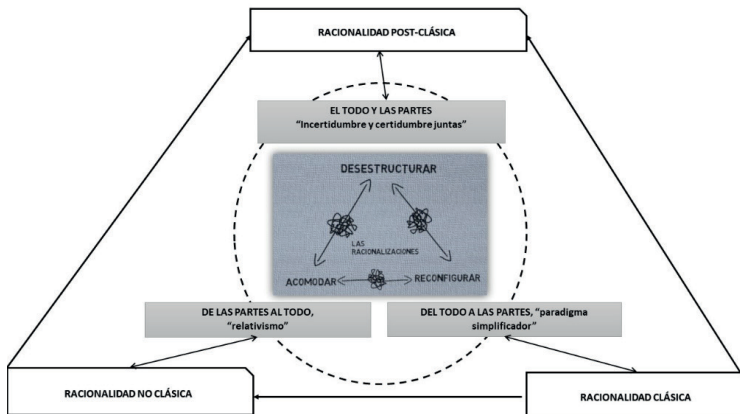 RACIONALIDAD POST-CLÁSICA
EL TODO Y LAS PARTES
“Incertidumbre y certidumbre juntas”
DESESTRUCTURAR
LAS
RACIONALIZACIONES
ACOMODAR
RECONFIGURAR
DE LAS PARTES AL TODO,
“relativismo”
DEL TODO A LAS PARTES, “paradigma
simplificador”
RACIONALIDAD NO CLÁSICA
RACIONALIDAD CLÁSICA